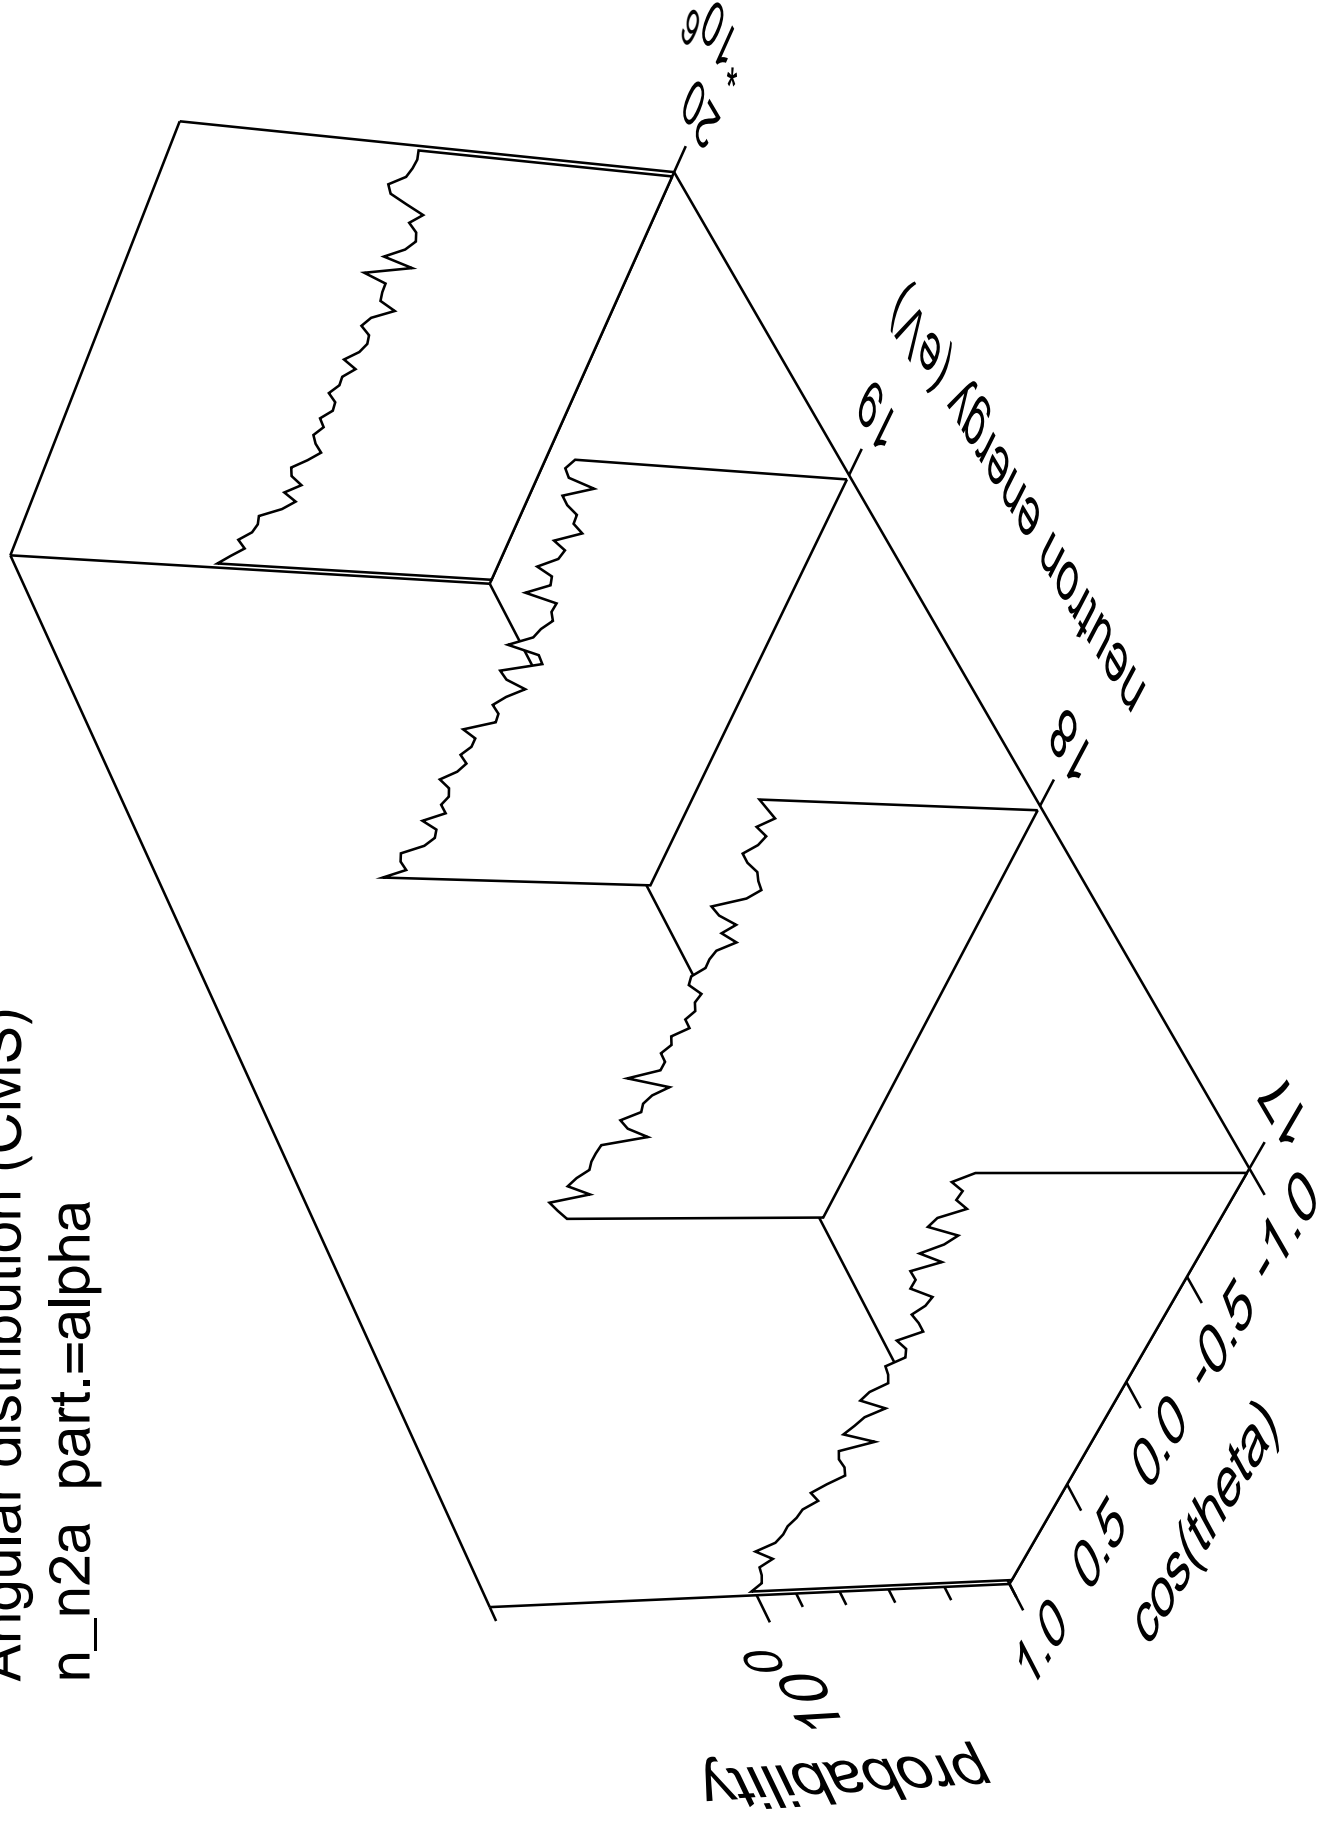 Angular distribution (CMS)
n_n2a part.=alpha
probability
10^0
1.0 0.5 0.0 -0.5 -1.0
cos(theta)
17 18 19 20
*10^6
neutron energy (eV)